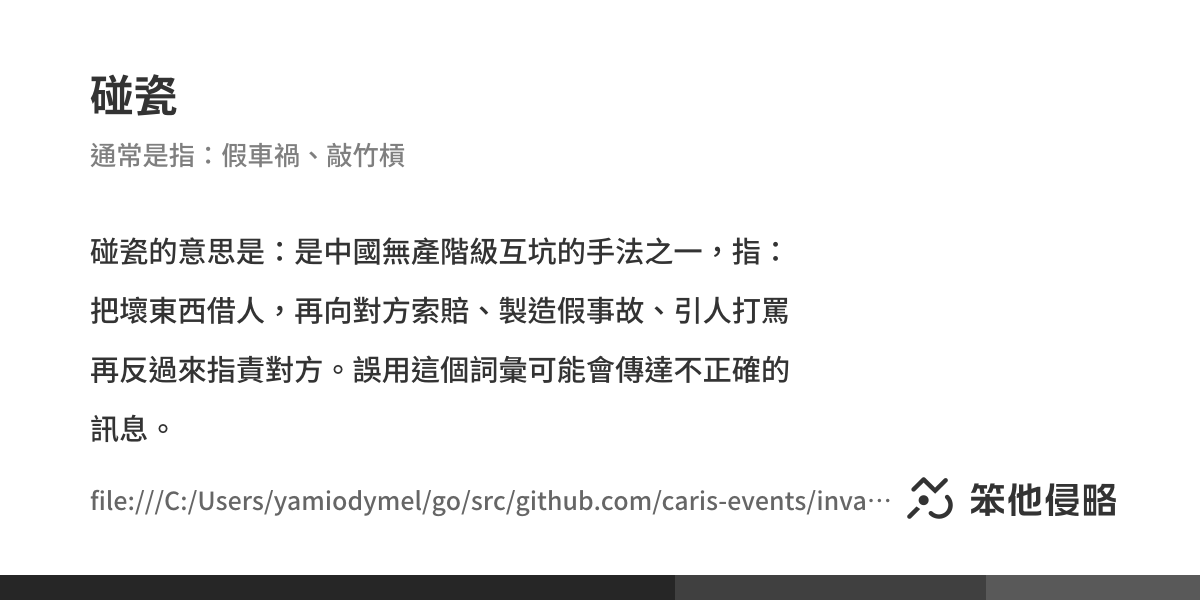 碰瓷
通常是指：假車禍、敲竹槓
碰瓷的意思是：是中國無產階級互坑的手法之一，指：
把壞東西借人，再向對方索賠、製造假事故、引人打罵
再反過來指責對方。誤用這個詞彙可能會傳達不正確的
訊息。
file:///C:/Users/yamiodymel/go/src/github.com/caris-events/inva⋯
笨他侵略